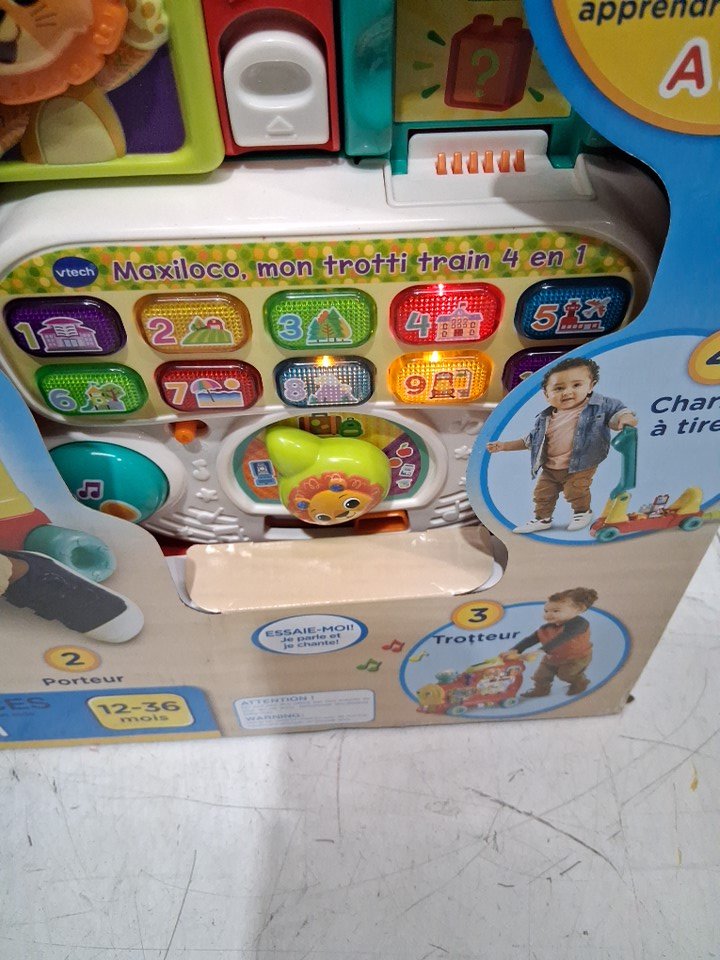 apprendr
A
?
vtech
Maxiloco, mon trotti train 4 en 1
1
2
3
4
5
6
7
8
9
4
Char
à tire
ESSAIE-MOI!
Je parle et
je chante!
3
Trotteur
2
Porteur
12-36
mois
ATTENTION !
WARNING